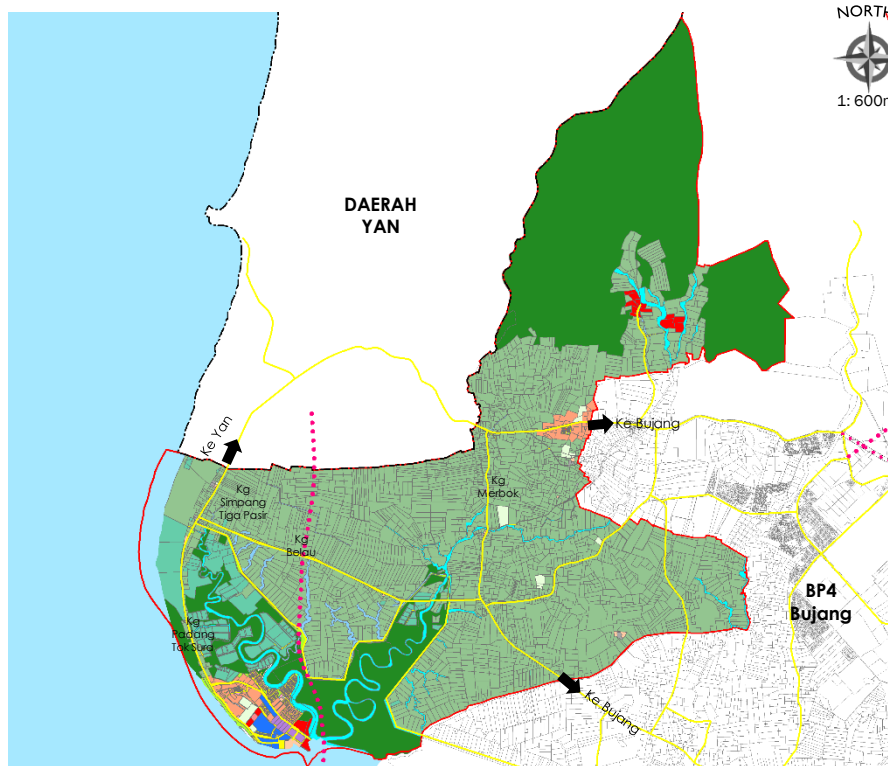 NORTH
1: 600m
DAERAH
YAN
Ke Yan
Ke Bujang
Kg
Simpang
Tiga Pasir
Kg
Merbok
Kg
Belau
BP4
Bujang
Kg
Padang
Tok Sura
Ke Bujang